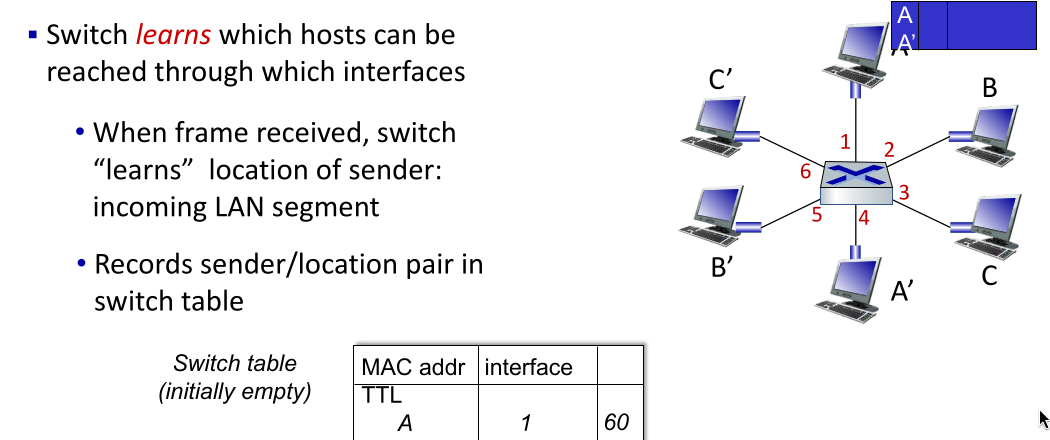 ▪ Switch learns which hosts can be
reached through which interfaces
• When frame received, switch
“learns”  location of sender:
incoming LAN segment
• Records sender/location pair in
switch table
Switch table
(initially empty)
MAC addr interface
TTL
A 1 60
A
A’
C’
B
1
2
6
3
5
4
B’
A’
C